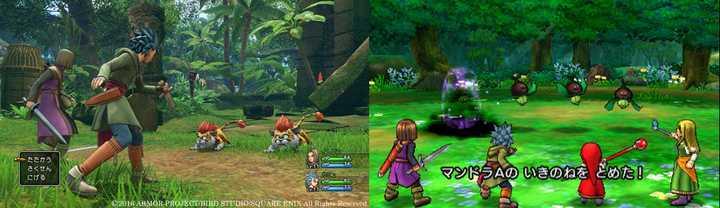 たたかう
さくせん
にげる
©2016 ARMOR PROJECT/BIRD STUDIO/SQUARE ENIX All Rights Reserved.
マンドラAの いきのねを とめた!